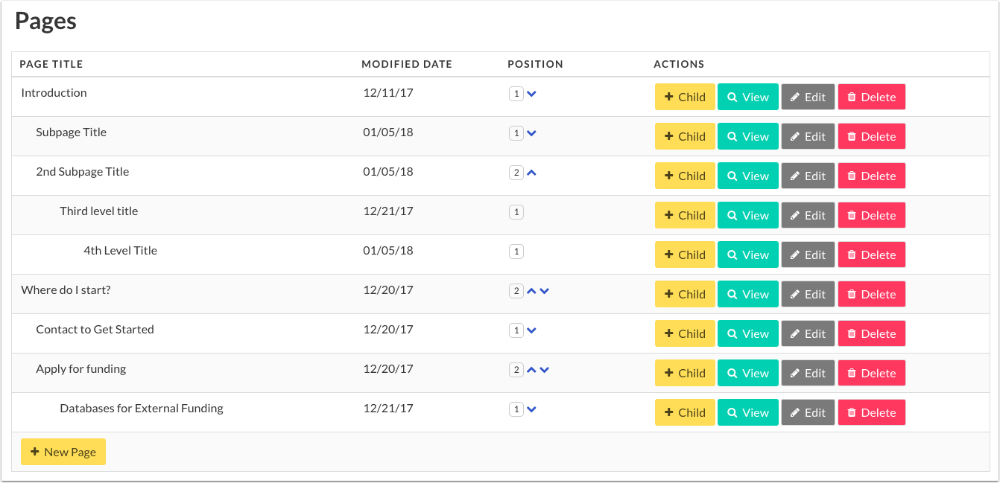 Pages
PAGE TITLE MODIFIED DATE POSITION ACTIONS
Introduction 12/11/17 1 Child View Edit Delete
Subpage Title 01/05/18 1 Child View Edit Delete
2nd Subpage Title 01/05/18 2 Child View Edit Delete
Third level title 12/21/17 1 Child View Edit Delete
4th Level Title 01/05/18 1 Child View Edit Delete
Where do I start? 12/20/17 2 Child View Edit Delete
Contact to Get Started 12/20/17 1 Child View Edit Delete
Apply for funding 12/20/17 2 Child View Edit Delete
Databases for External Funding 12/21/17 1 Child View Edit Delete
New Page